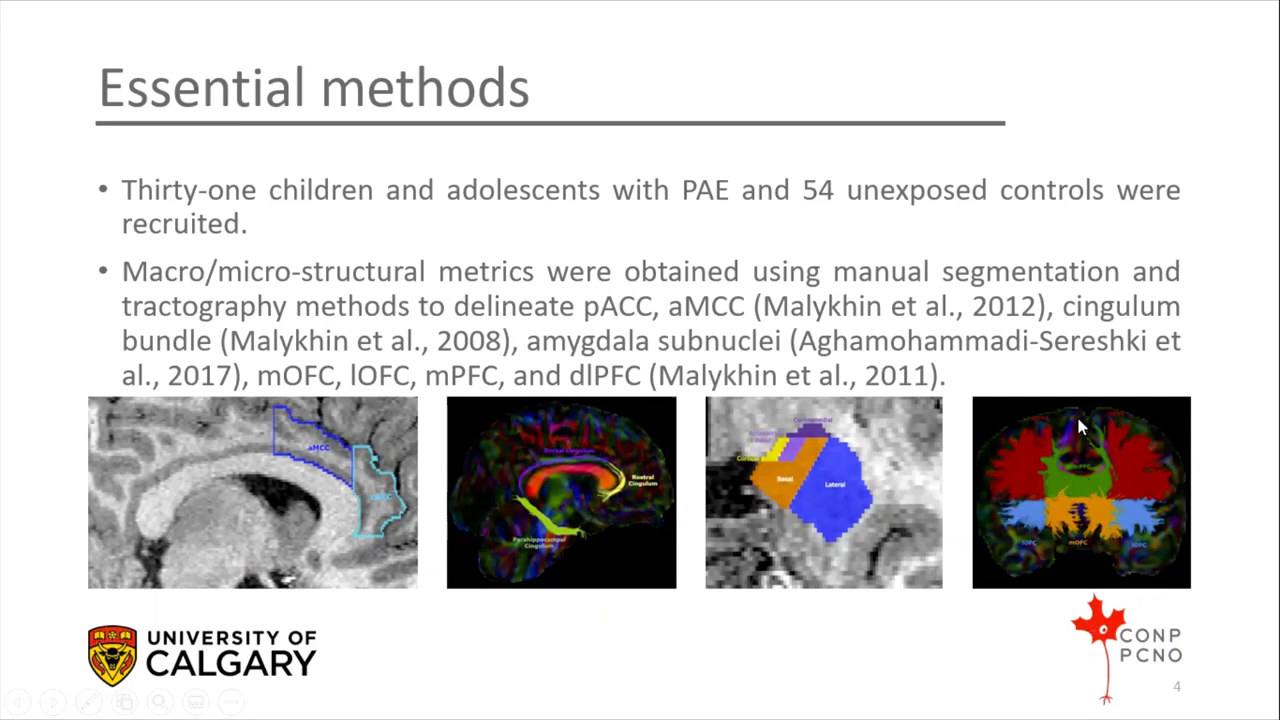 Essential methods
• Thirty-one children and adolescents with PAE and 54 unexposed controls were
recruited.
• Macro/micro-structural metrics were obtained using manual segmentation and
tractography methods to delineate pACC, aMCC (Malykhin et al., 2012), cingulum
bundle (Malykhin et al., 2008), amygdala subnuclei (Aghamohammadi-Sereshki et
al., 2017), mOFC, lOFC, mPFC, and dlPFC (Malykhin et al., 2011).
aMCC
pACC
Dorsal Cingulum
Rostral
Cingulum
Parahippocampal
Cingulum
Centromedial
Cortical
Basal
Lateral
mPFC
lOFC
mOFC
lOFC
UNIVERSITY OF
CALGARY
CONP
PCNO
4